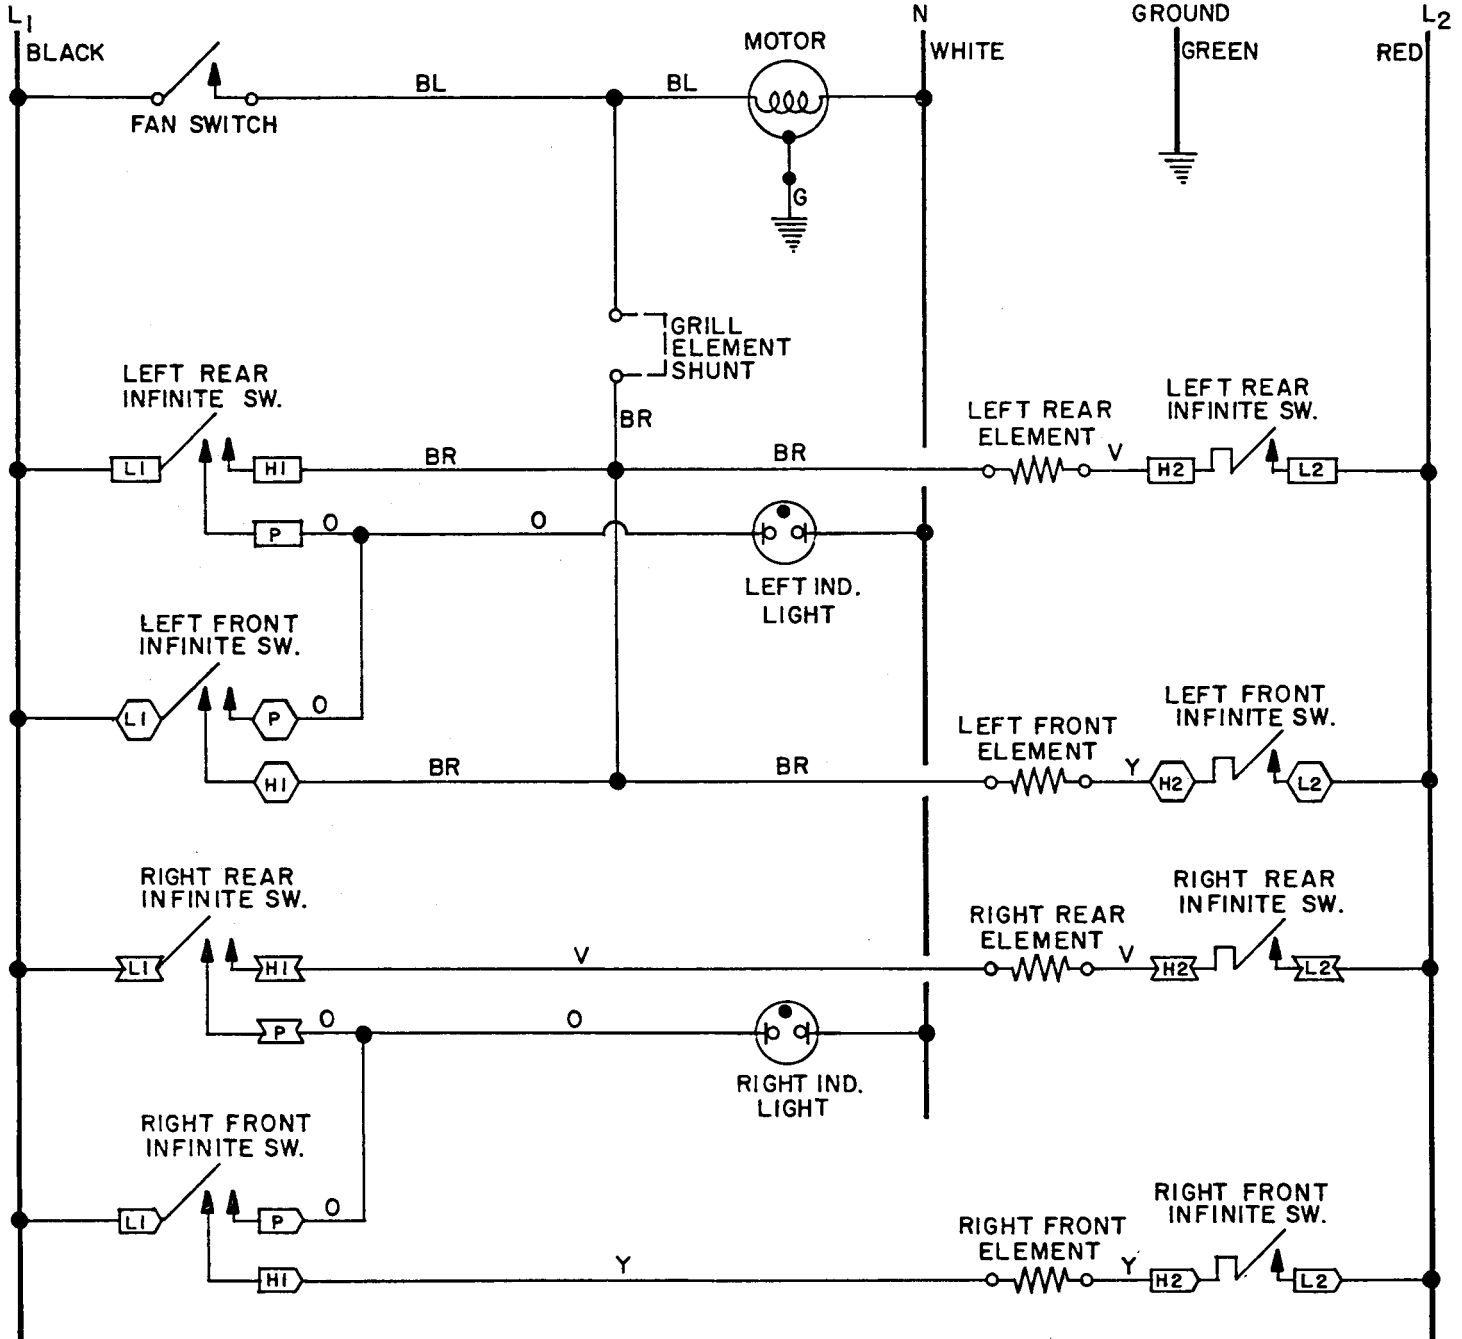 L1
N
GROUND
L2
BLACK
WHITE
GREEN
RED
MOTOR
BL
BL
FAN SWITCH
G
GRILL
ELEMENT
SHUNT
BR
LEFT REAR
INFINITE SW.
L1
H1
BR
BR
LEFT REAR
ELEMENT
V
LEFT REAR
INFINITE SW.
H2
L2
P
O
O
LEFT IND.
LIGHT
LEFT FRONT
INFINITE SW.
L1
P
O
H1
BR
BR
LEFT FRONT
ELEMENT
Y
LEFT FRONT
INFINITE SW.
H2
L2
RIGHT REAR
INFINITE SW.
L1
H1
V
RIGHT REAR
ELEMENT
V
RIGHT REAR
INFINITE SW.
H2
L2
P
O
O
RIGHT IND.
LIGHT
RIGHT FRONT
INFINITE SW.
L1
P
O
H1
Y
RIGHT FRONT
ELEMENT
Y
RIGHT FRONT
INFINITE SW.
H2
L2